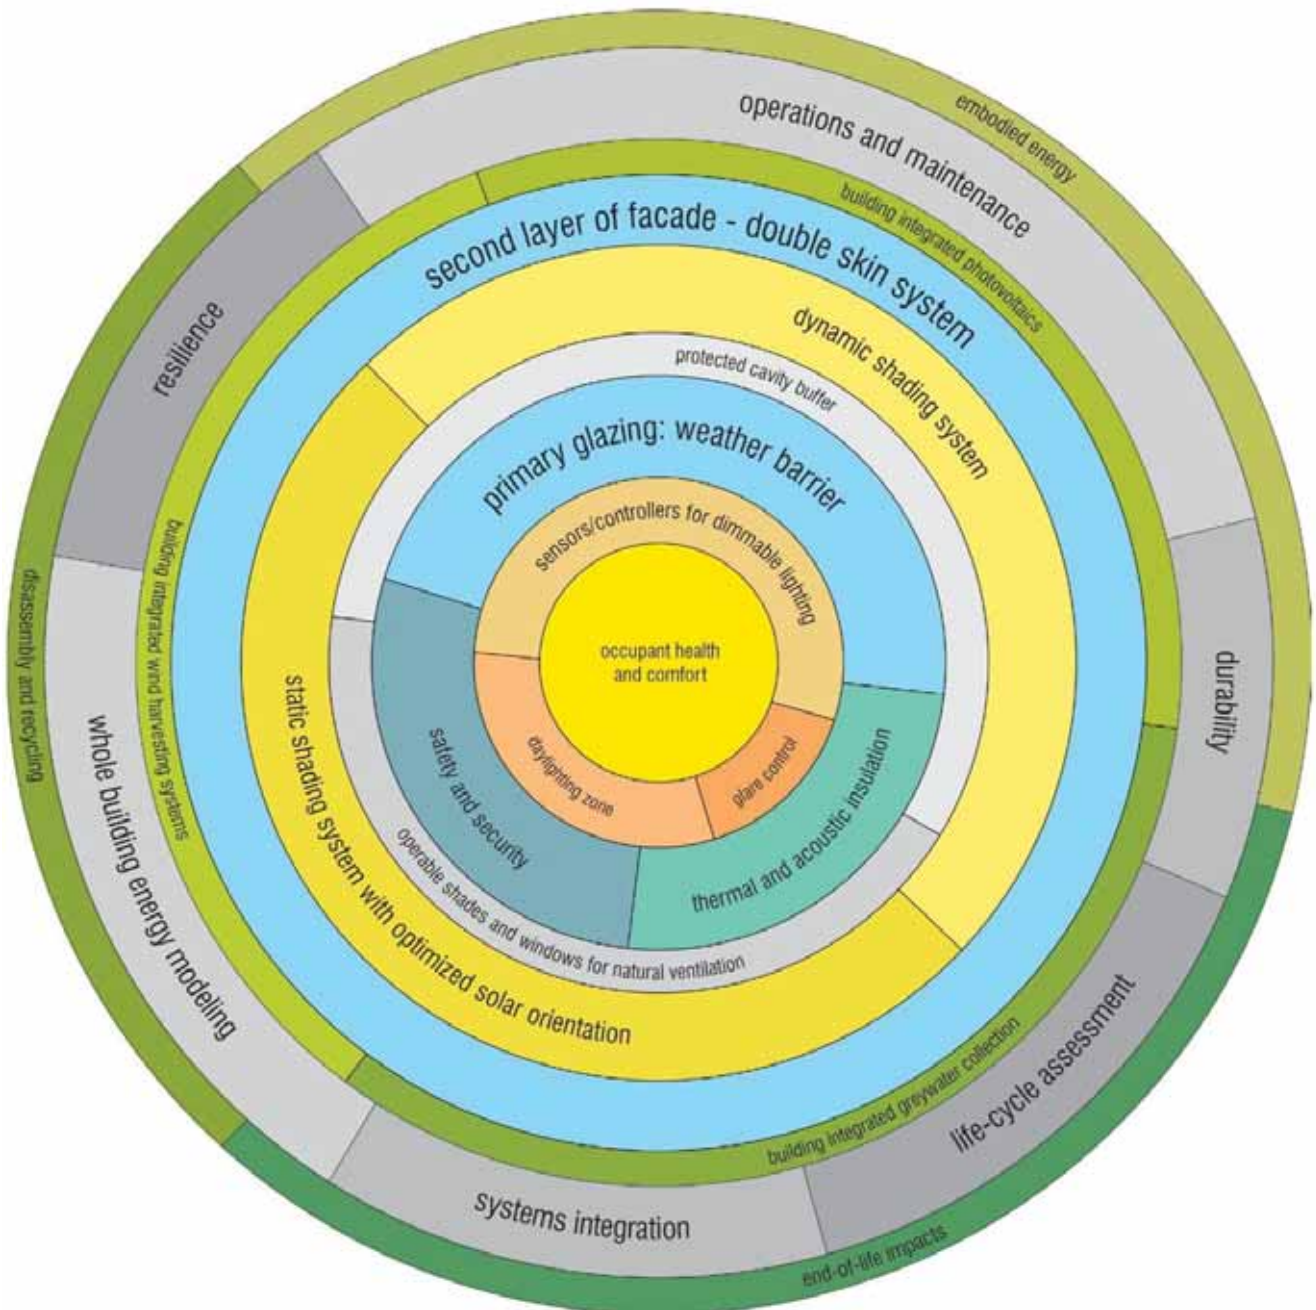 embodied energy
operations and maintenance
building integrated photovoltaics
second layer of facade - double skin system
dynamic shading system
protected cavity buffer
primary glazing: weather barrier
sensors/controllers for dimmable lighting
occupant health
and comfort
resilience
durability
disassembly and recycling
building integrated wind harvesting systems
whole building energy modeling
static shading system with optimized solar orientation
safety and security
daylighting zone
glare control
thermal and acoustic insulation
operable shades and windows for natural ventilation
building integrated greywater collection
life-cycle assessment
systems integration
end-of-life impacts